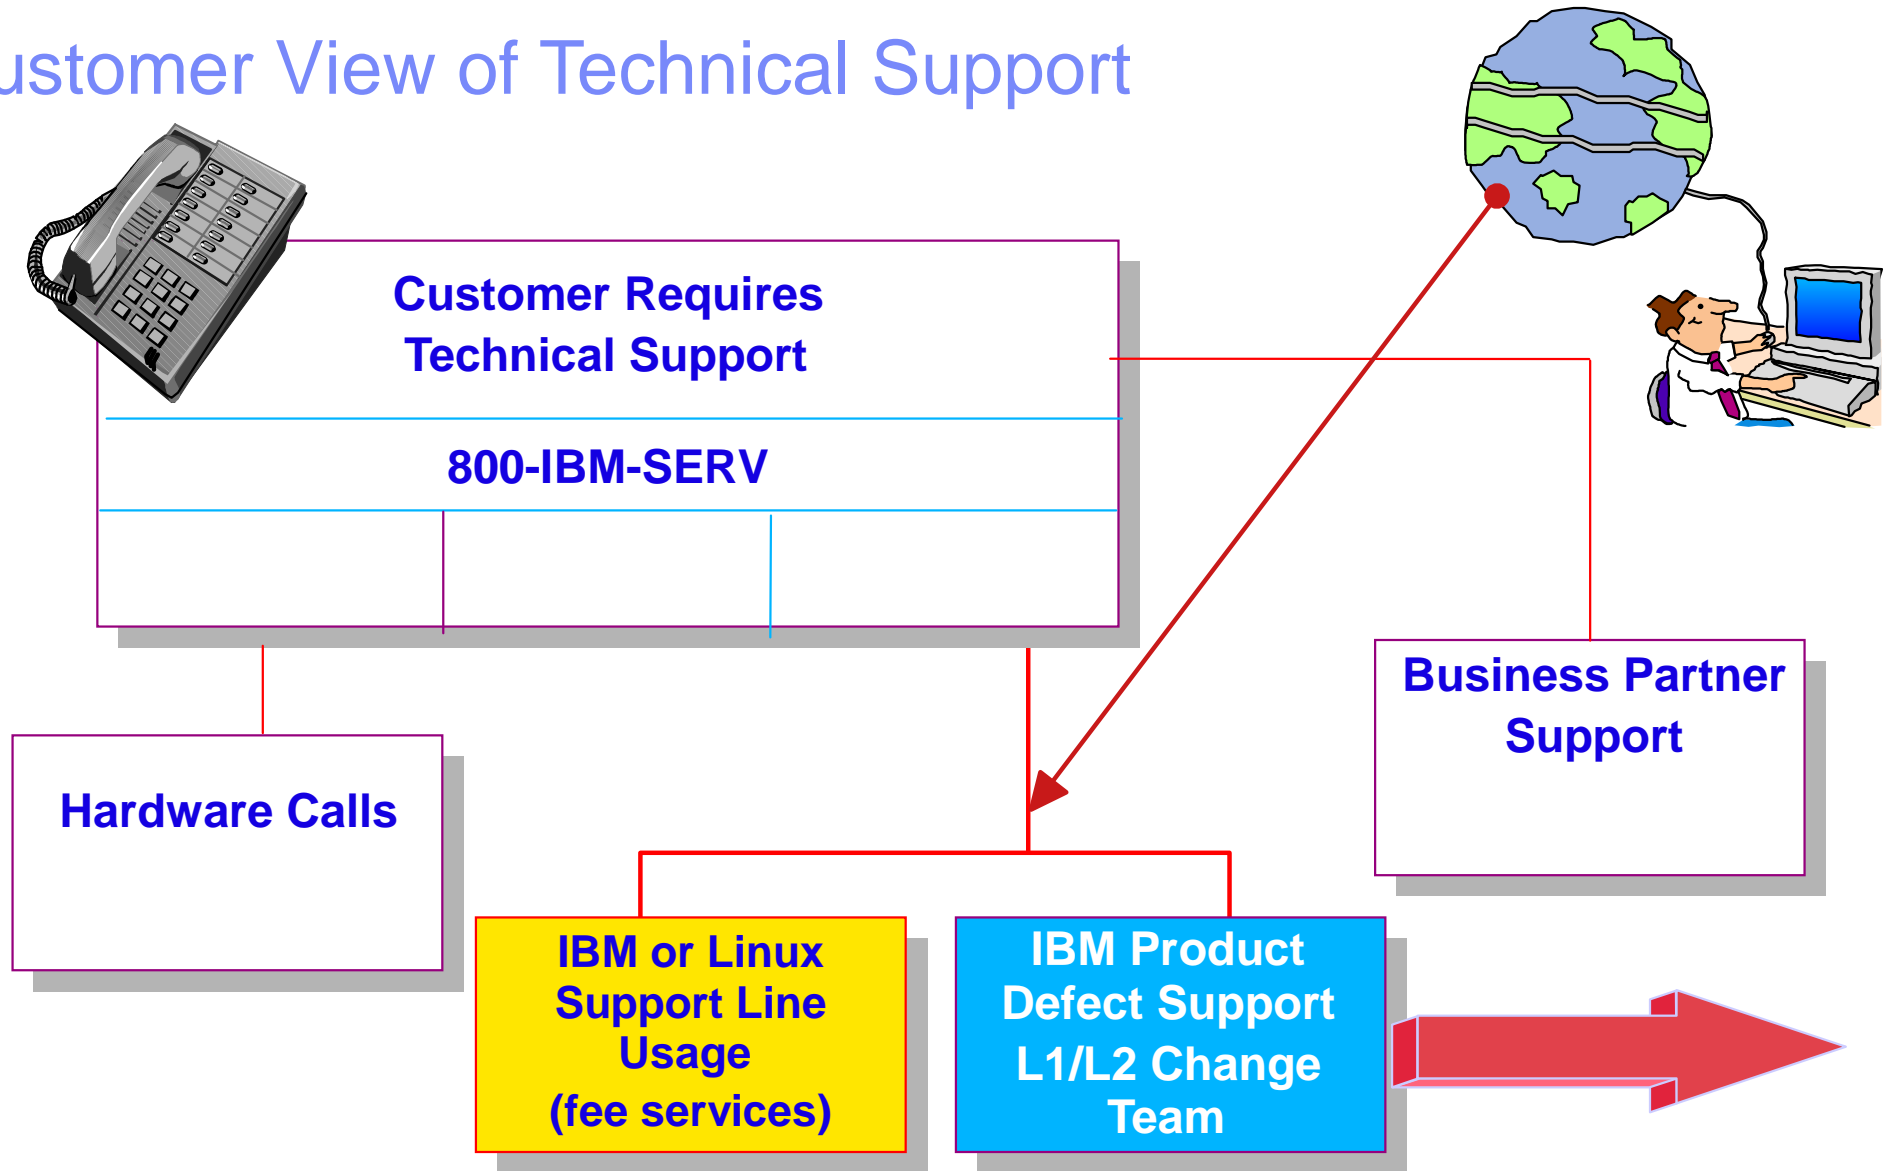 ustomer View of Technical Support
Customer Requires
Technical Support
800-IBM-SERV
Business Partner
Support
Hardware Calls
IBM or Linux
Support Line
Usage
(fee services)
IBM Product
Defect Support
L1/L2 Change
Team